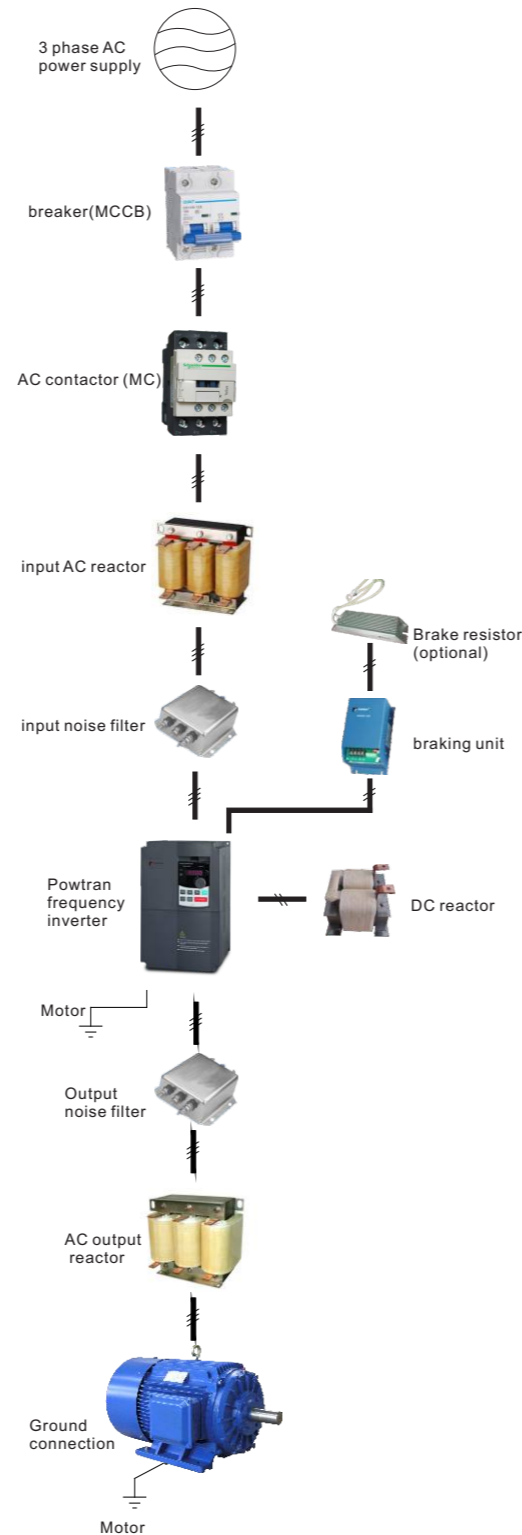 3 phase AC
power supply
breaker(MCCB)
AC contactor (MC)
input AC reactor
Brake resistor
(optional)
input noise filter
braking unit
Powtran
frequency
inverter
DC reactor
Motor
Output
noise filter
AC output
reactor
Ground
connection
Motor